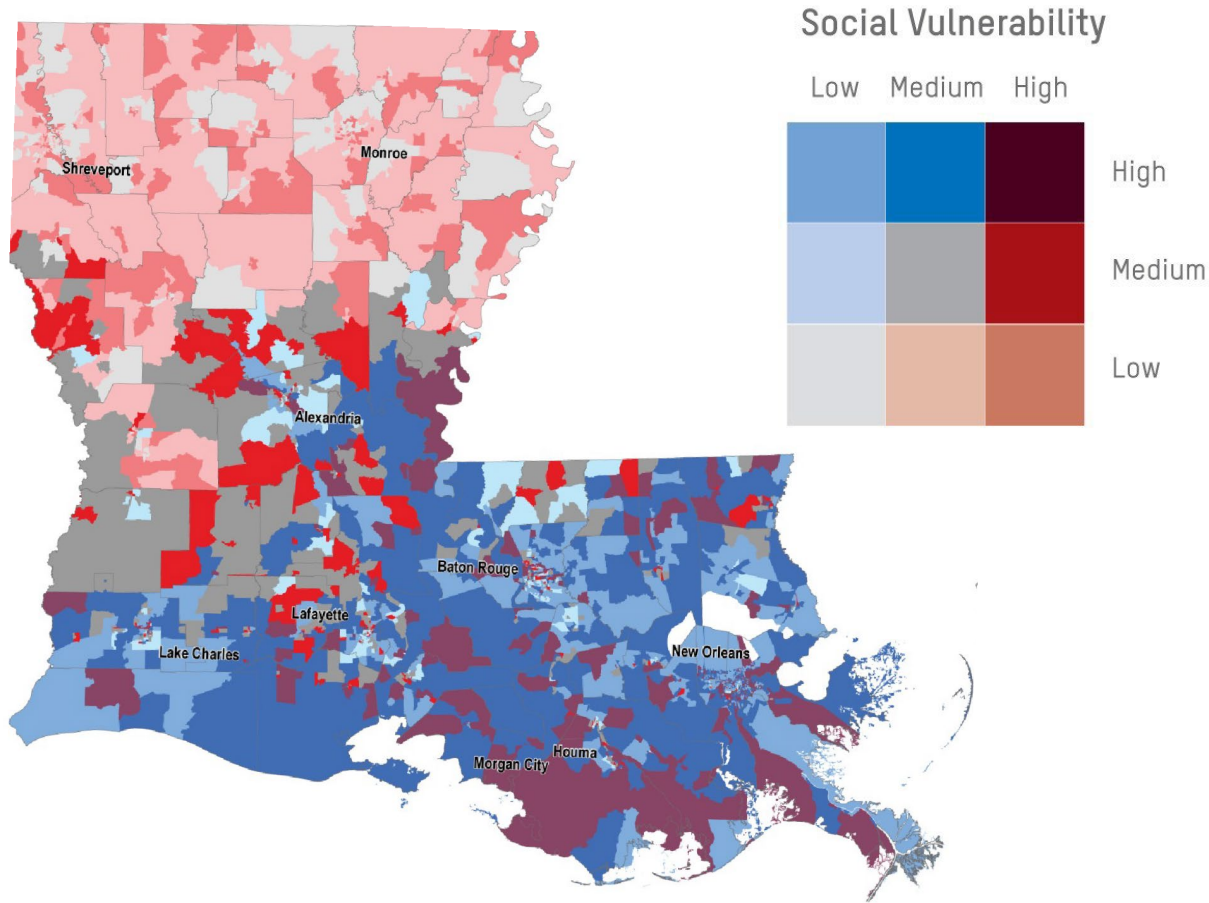 Social Vulnerability
Low Medium High
High
Medium
Low
Shreveport
Monroe
Alexandria
Baton Rouge
Lafayette
Lake Charles
New Orleans
Houma
Morgan City